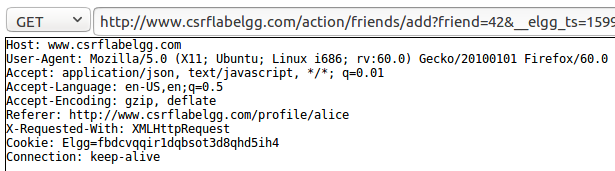 GET http://www.csrflabelgg.com/action/friends/add?friend=42&__elgg_ts=1599
Host: www.csrflabelgg.com
User-Agent: Mozilla/5.0 (X11; Ubuntu; Linux i686; rv:60.0) Gecko/20100101 Firefox/60.0
Accept: application/json, text/javascript, */*; q=0.01
Accept-Language: en-US,en;q=0.5
Accept-Encoding: gzip, deflate
Referer: http://www.csrflabelgg.com/profile/alice
X-Requested-With: XMLHttpRequest
Cookie: Elgg=fbdcvqqir1dqbsot3d8qhd5ih4
Connection: keep-alive